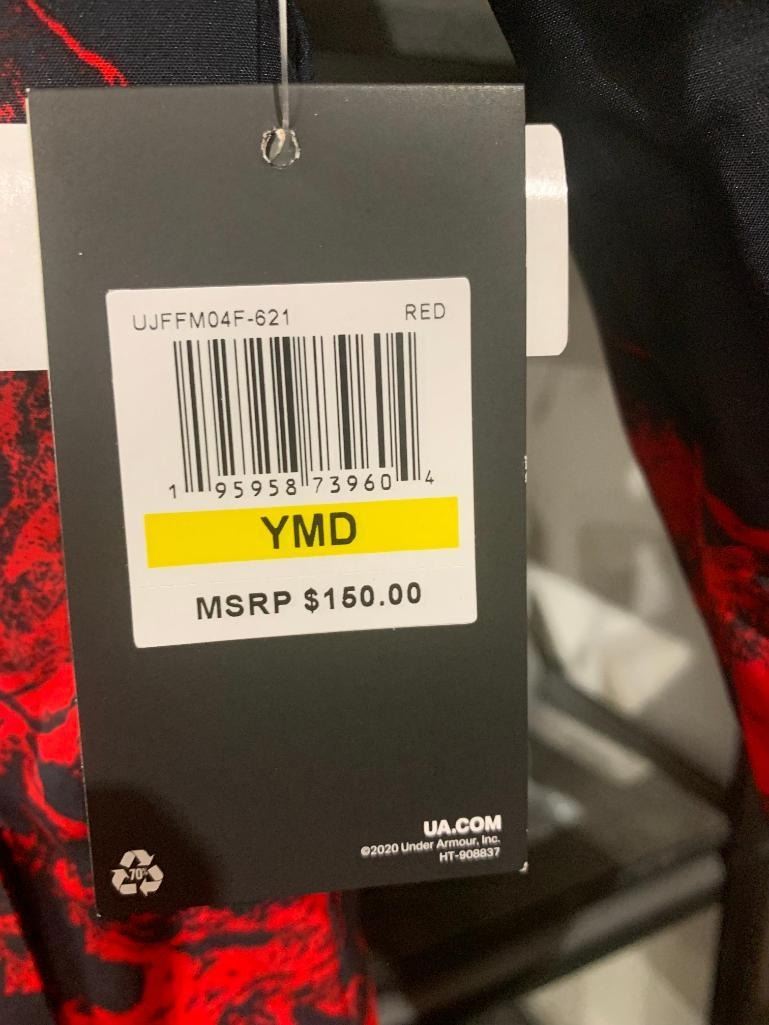 UJFFM04F-621 RED
1 95958 73960 4
YMD
MSRP $150.00
UA.COM
©2020 Under Armour, Inc.
HT-908837
70%